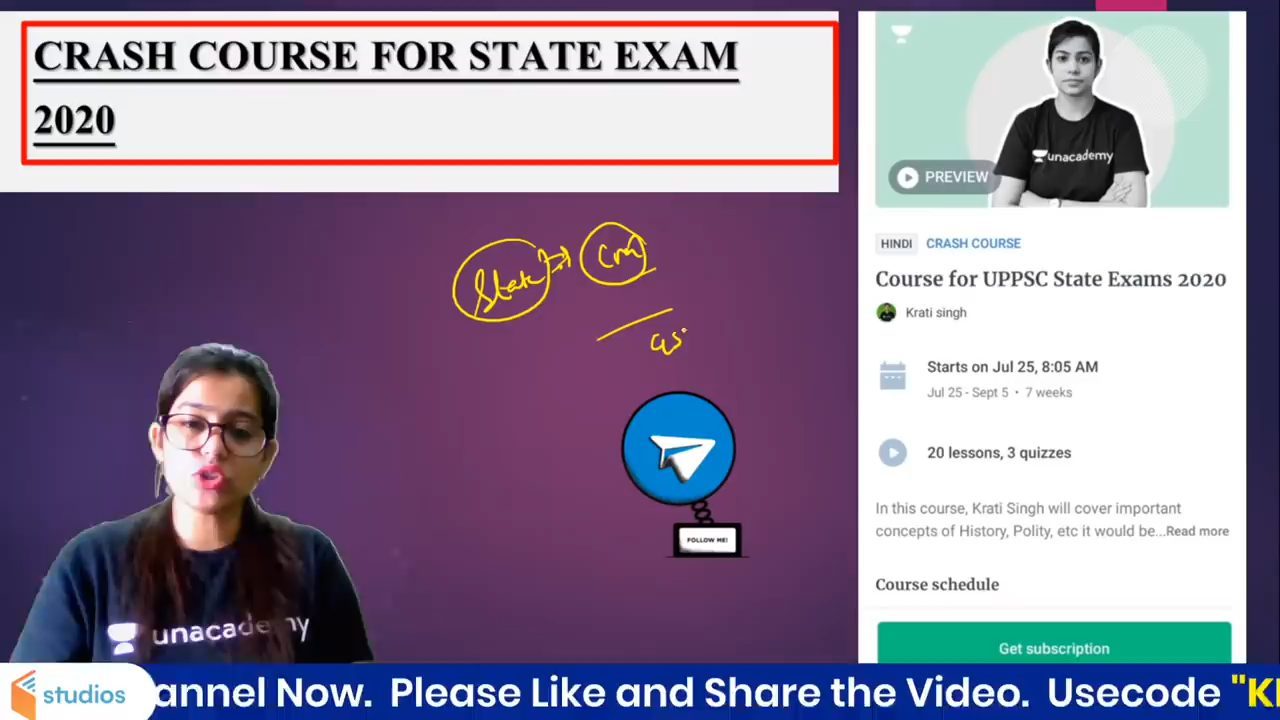 CRASH COURSE FOR STATE EXAM
2020
State
unacademy
PREVIEW
HINDI CRASH COURSE
Course for UPPSC State Exams 2020
Krati singh
Starts on Jul 25, 8:05 AM
Jul 25 - Sept 5 • 7 weeks
20 lessons, 3 quizzes
In this course, Krati Singh will cover important
concepts of History, Polity, etc it would be...Read more
Course schedule
Get subscription
FOLLOW ME!
unacademy
studios
annel Now. Please Like and Share the Video. Usecode "K